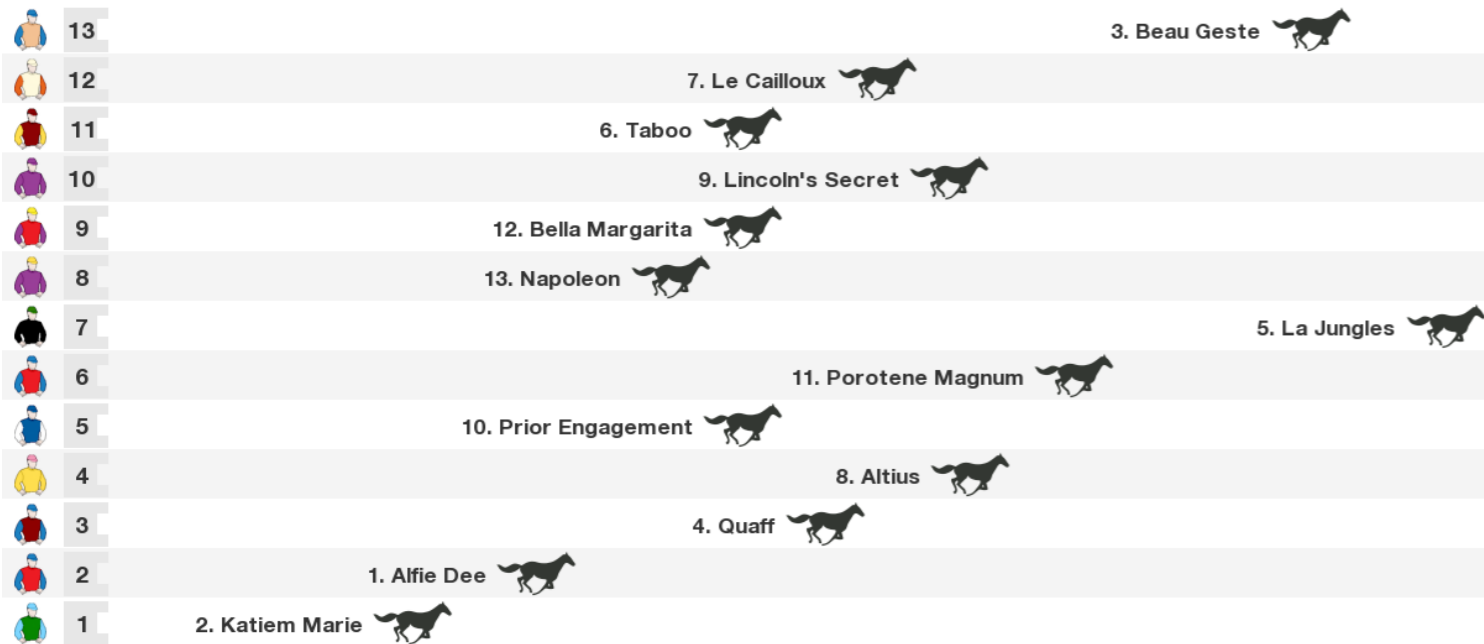 13 3. Beau Geste
12 7. Le Cailloux
11 6. Taboo
10 9. Lincoln's Secret
9 12. Bella Margarita
8 13. Napoleon
7 5. La Jungles
6 11. Porotene Magnum
5 10. Prior Engagement
4 8. Altius
3 4. Quaff
2 1. Alfie Dee
1 2. Katiem Marie